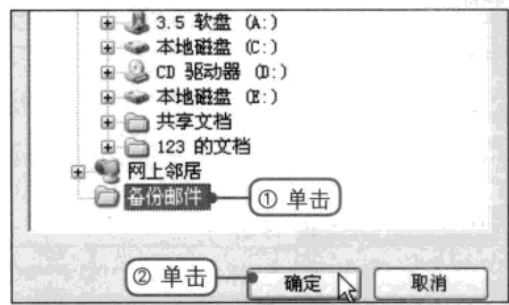 3.5 软盘 (A:)
本地磁盘 (C:)
CD 驱动器 (D:)
本地磁盘 (E:)
共享文档
123 的文档
网上邻居
备份邮件 ① 单击
② 单击 确定 取消